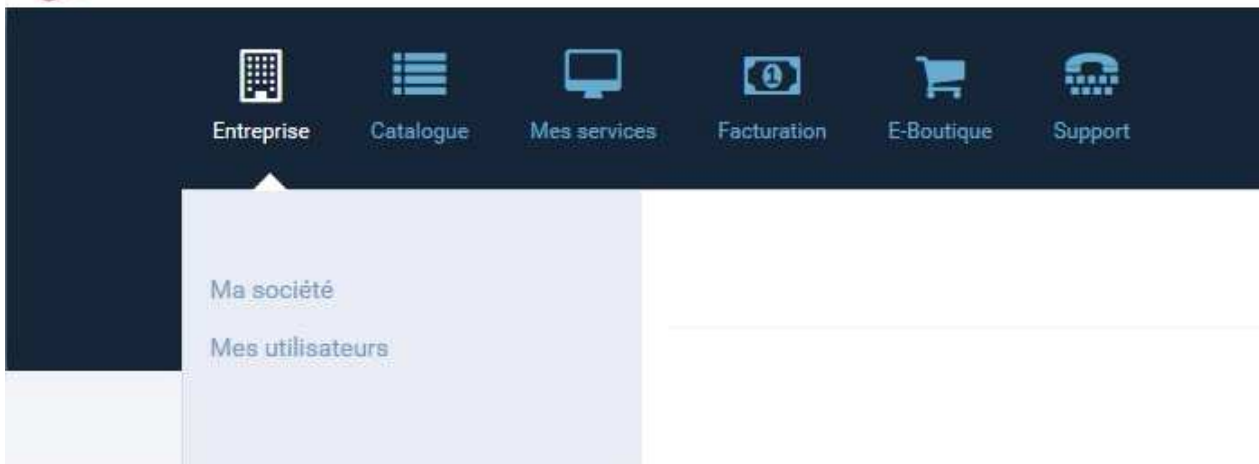 Entreprise Catalogue Mes services Facturation E-Boutique Support
Ma société
Mes utilisateurs